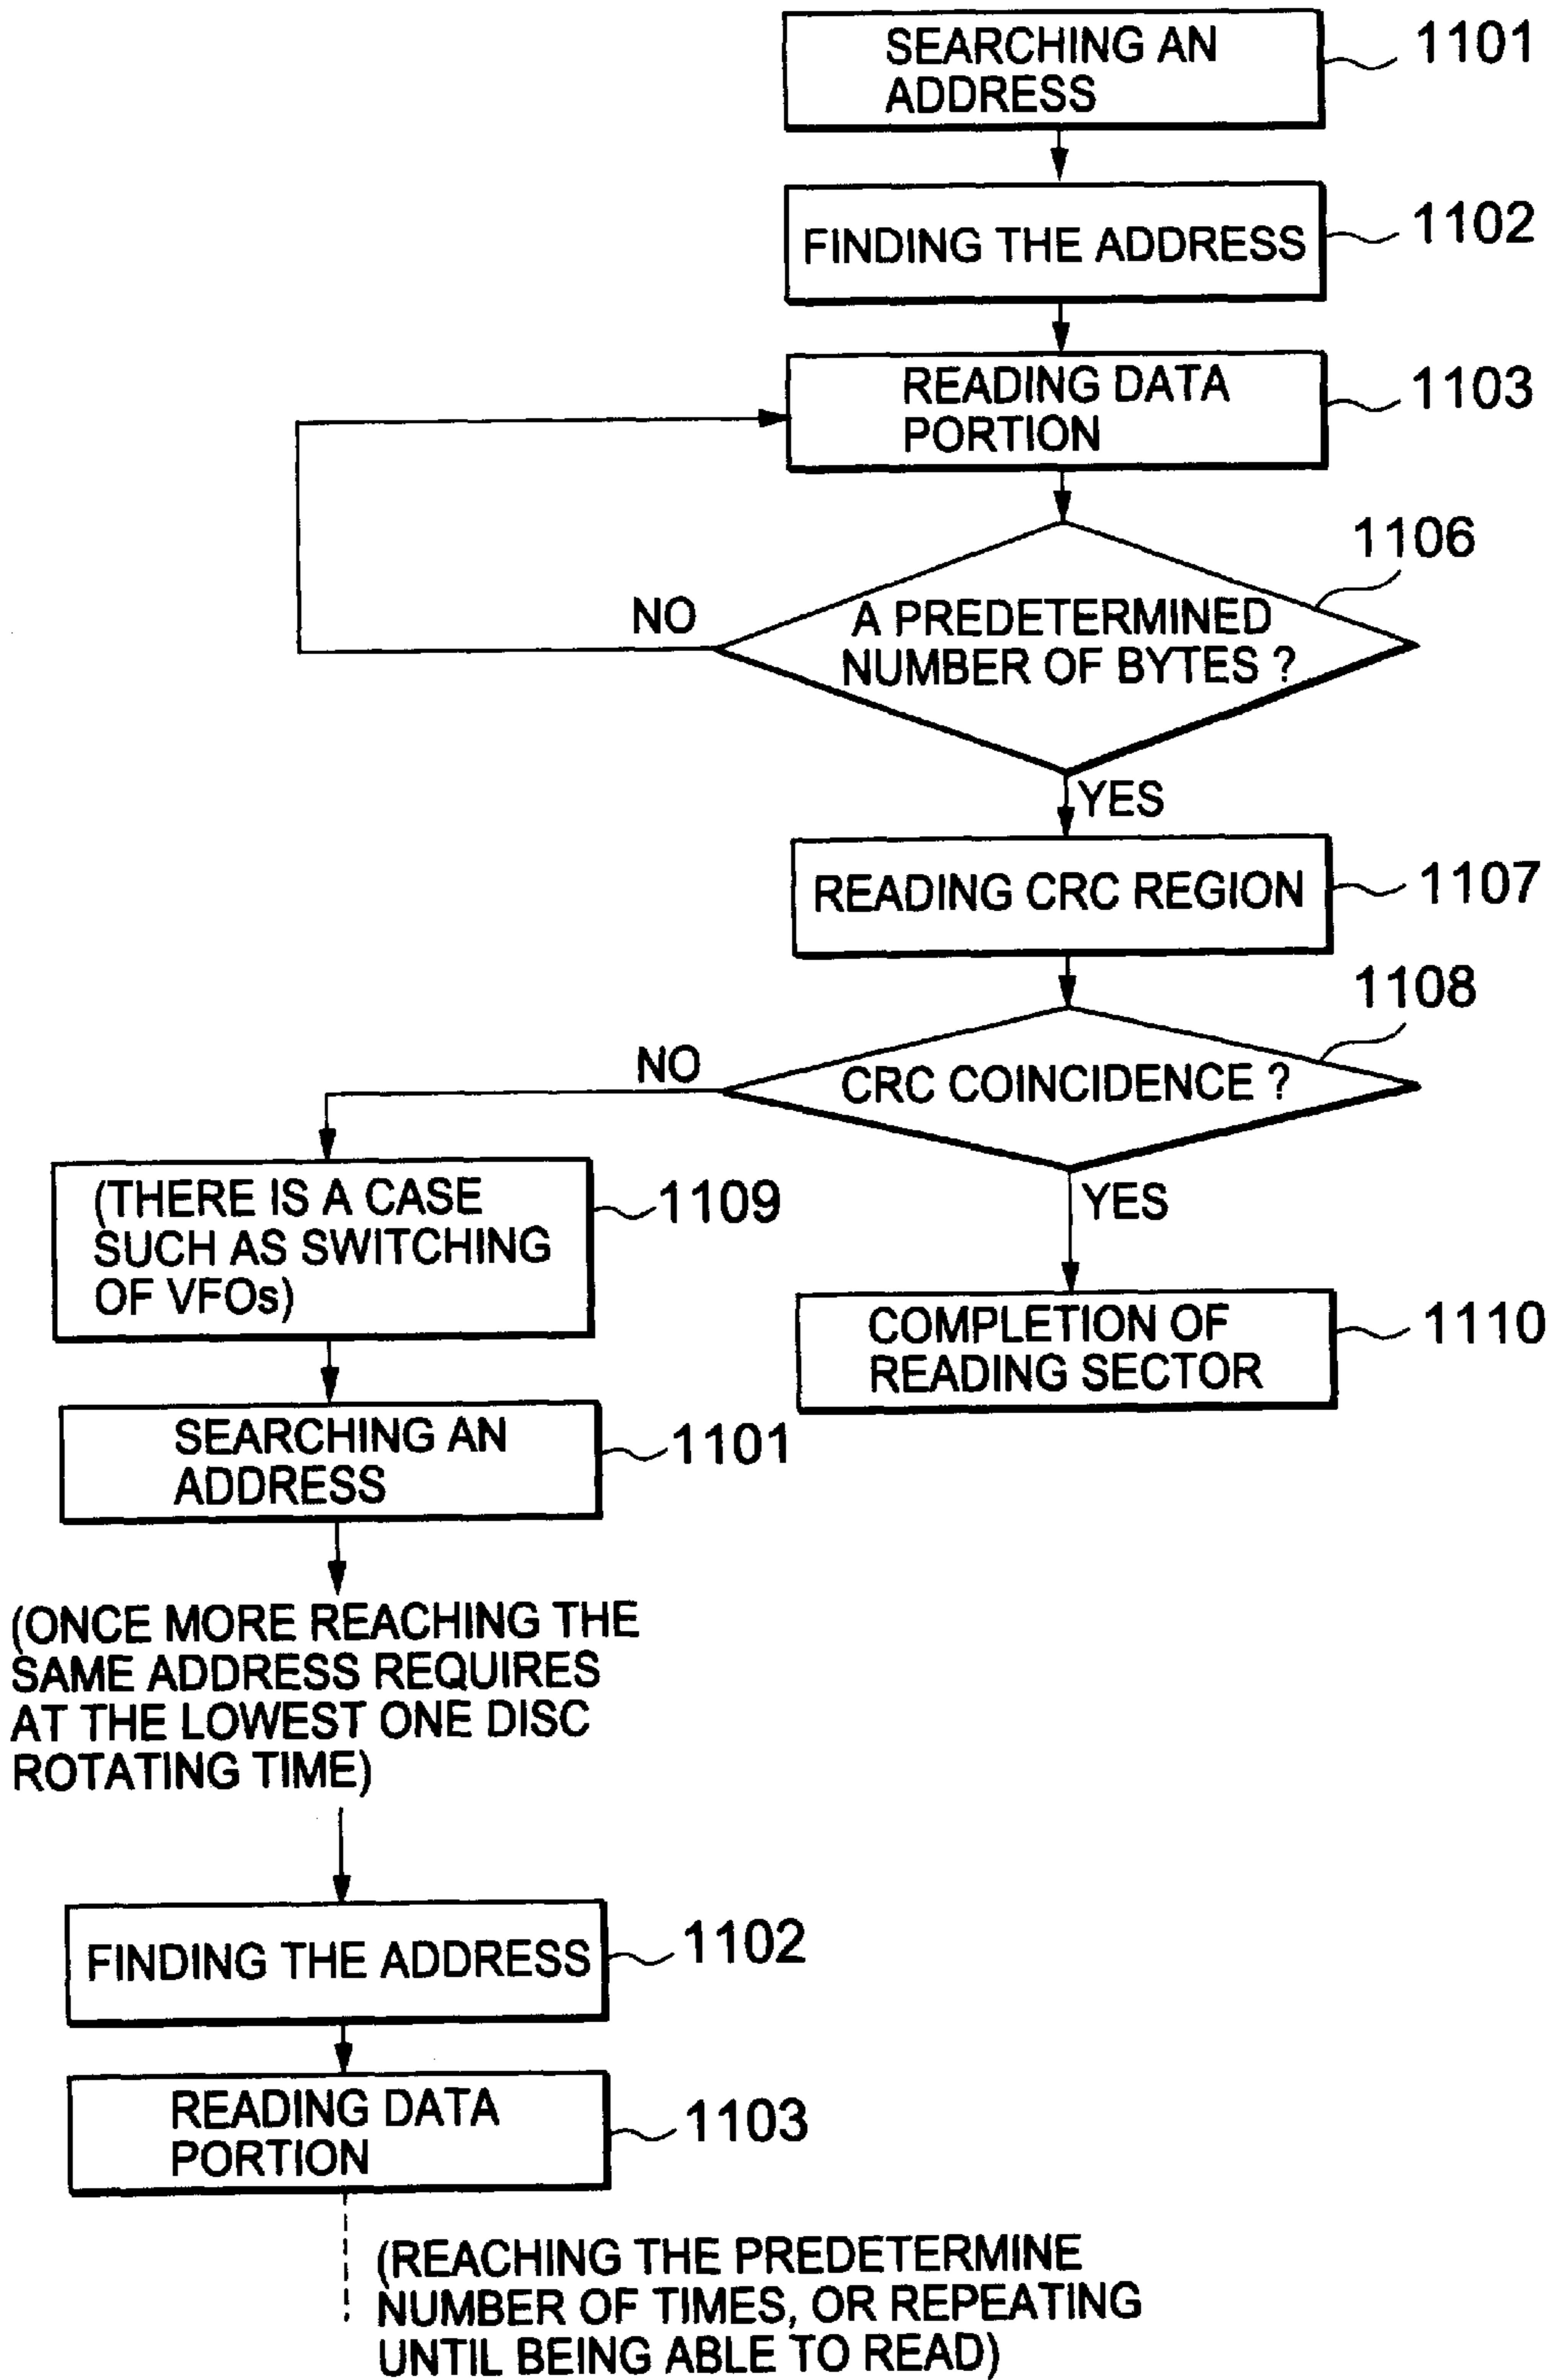 SEARCHING AN
ADDRESS
1101
FINDING THE ADDRESS
1102
READING DATA
PORTION
1103
1106
NO
A PREDETERMINED
NUMBER OF BYTES ?
YES
READING CRC REGION
1107
1108
NO
CRC COINCIDENCE ?
YES
(THERE IS A CASE
SUCH AS SWITCHING
OF VFOs)
1109
COMPLETION OF
READING SECTOR
1110
SEARCHING AN
ADDRESS
1101
(ONCE MORE REACHING THE
SAME ADDRESS REQUIRES
AT THE LOWEST ONE DISC
ROTATING TIME)
FINDING THE ADDRESS
1102
READING DATA
PORTION
1103
(REACHING THE PREDETERMINE
NUMBER OF TIMES, OR REPEATING
UNTIL BEING ABLE TO READ)